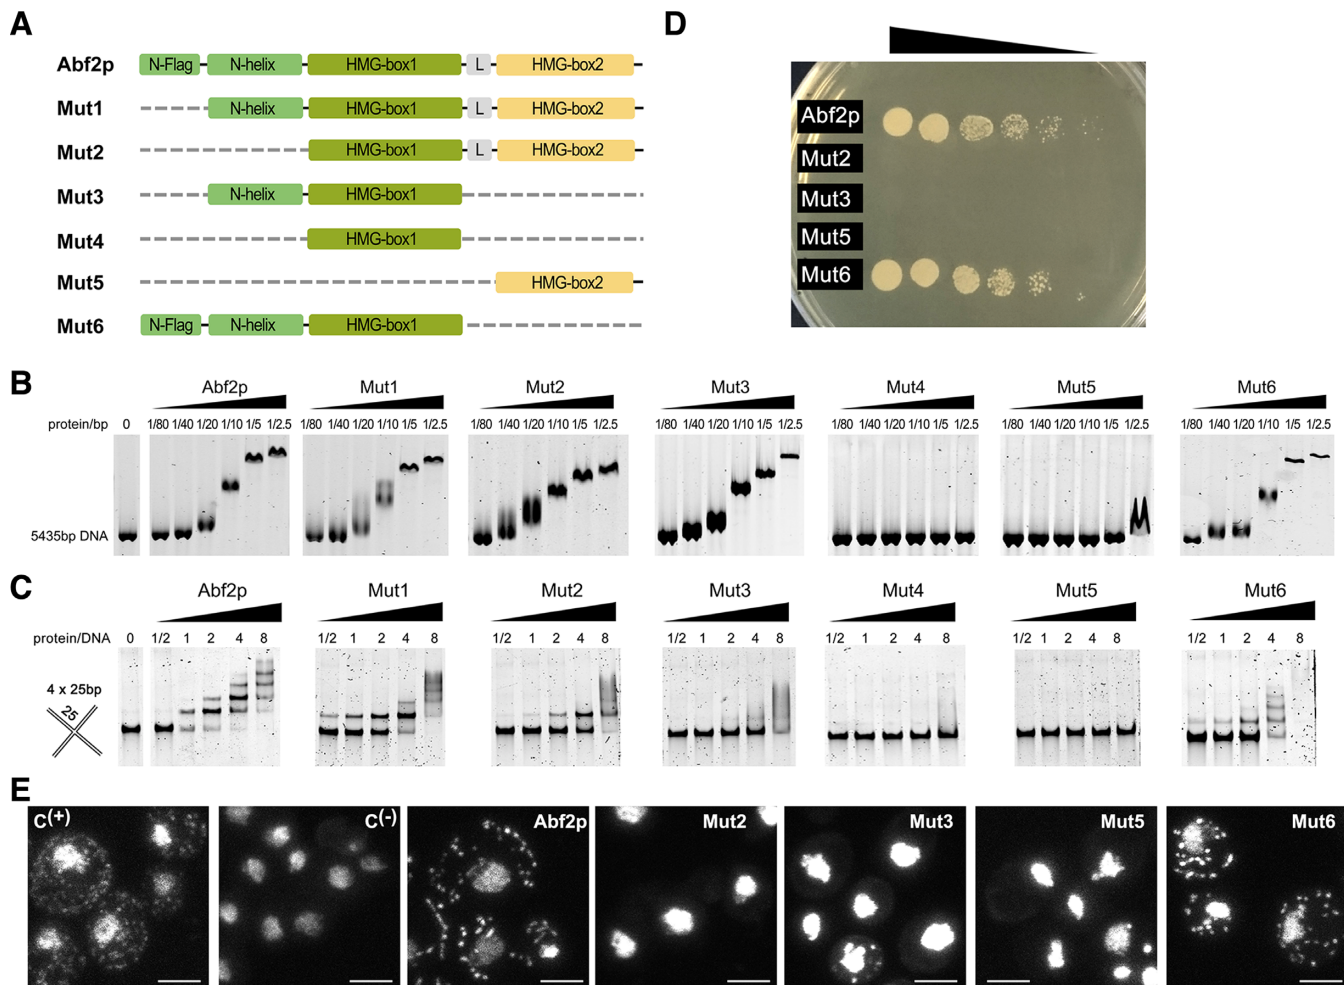 A
Abf2p N-Flag N-helix HMG-box1 L HMG-box2
Mut1 N-helix HMG-box1 L HMG-box2
Mut2 HMG-box1 L HMG-box2
Mut3 N-helix HMG-box1
Mut4 HMG-box1
Mut5 HMG-box2
Mut6 N-Flag N-helix HMG-box1
D
Abf2p
Mut2
Mut3
Mut5
Mut6
B
Abf2p Mut1 Mut2 Mut3 Mut4 Mut5 Mut6
protein/bp 0 1/80 1/40 1/20 1/10 1/5 1/2.5 1/80 1/40 1/20 1/10 1/5 1/2.5 1/80 1/40 1/20 1/10 1/5 1/2.5 1/80 1/40 1/20 1/10 1/5 1/2.5 1/80 1/40 1/20 1/10 1/5 1/2.5 1/80 1/40 1/20 1/10 1/5 1/2.5 1/80 1/40 1/20 1/10 1/5 1/2.5
5435bp DNA
C
Abf2p Mut1 Mut2 Mut3 Mut4 Mut5 Mut6
protein/DNA 0 1/2 1 2 4 8 1/2 1 2 4 8 1/2 1 2 4 8 1/2 1 2 4 8 1/2 1 2 4 8 1/2 1 2 4 8 1/2 1 2 4 8
4 x 25bp
25
E
C(+) C(-) Abf2p Mut2 Mut3 Mut5 Mut6